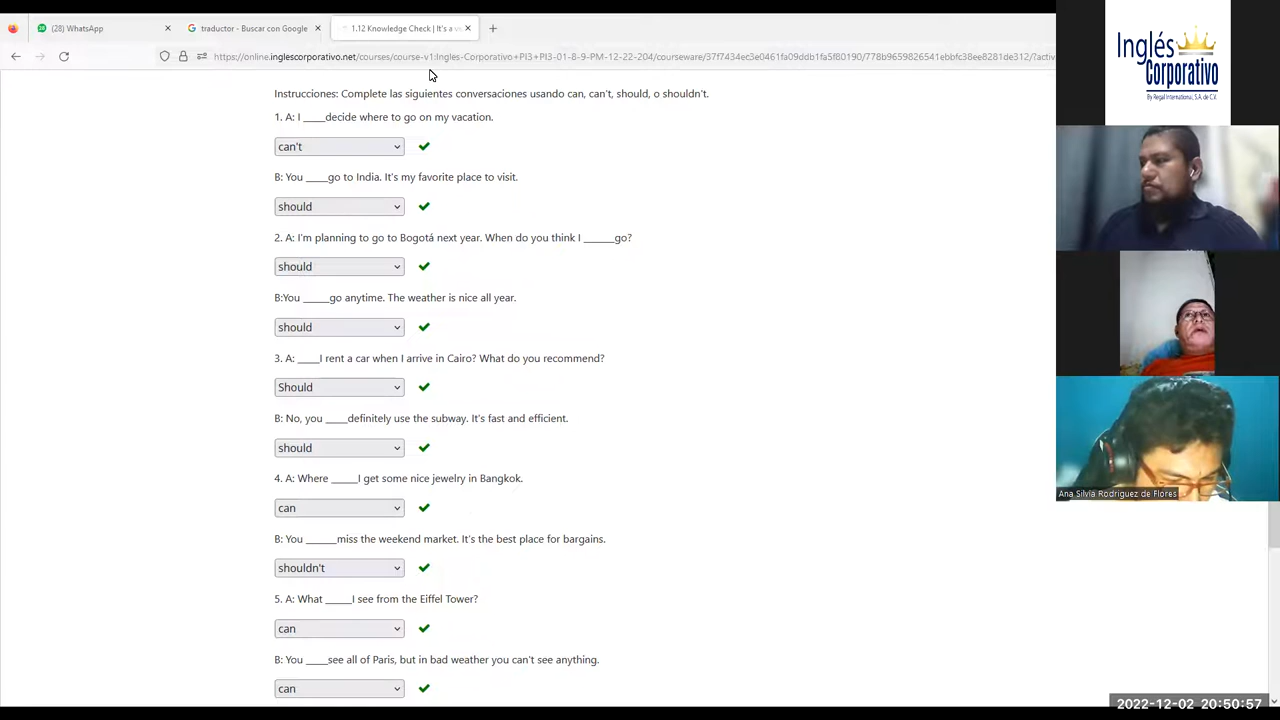 (28) WhatsApp
traductor - Buscar con Google
1.12 Knowledge Check | It's a ve
Instrucciones: Complete las siguientes conversaciones usando can, can't, should, o shouldn't.
1. A: I ____decide where to go on my vacation.
can't
B: You ____go to India. It's my favorite place to visit.
should
2. A: I'm planning to go to Bogotá next year. When do you think I ______go?
should
B:You _____go anytime. The weather is nice all year.
should
3. A: ____I rent a car when I arrive in Cairo? What do you recommend?
Should
B: No, you ____definitely use the subway. It's fast and efficient.
should
4. A: Where _____I get some nice jewelry in Bangkok.
can
B: You ______miss the weekend market. It's the best place for bargains.
shouldn't
5. A: What _____I see from the Eiffel Tower?
can
B: You ____see all of Paris, but in bad weather you can't see anything.
can
Inglés
Corporativo
By Regal International, S.A. de C.V.
Ana Silvia Rodriguez de Flores
2022-12-02 20:50:57